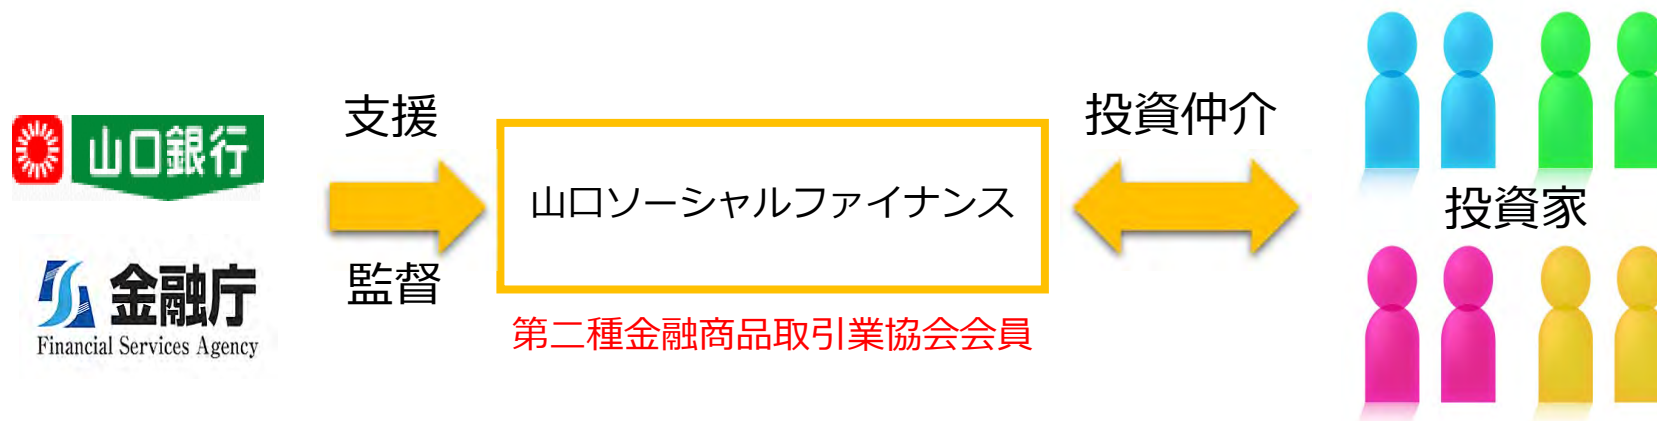 山口銀行
金融庁
Financial Services Agency
支援
監督
山口ソーシャルファイナンス
第二種金融商品取引業協会会員
投資仲介
投資家